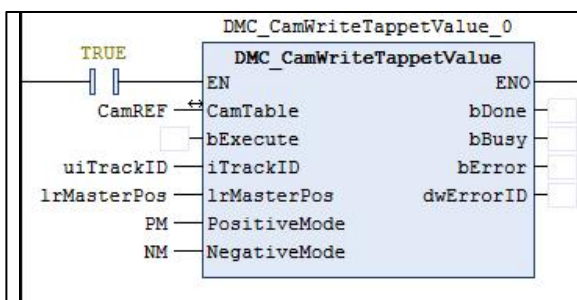 DMC_CamWriteTappetValue_0
TRUE
DMC_CamWriteTappetValue
EN ENO
CamREF CamTable bDone
bExecute bBusy
uiTrackID iTrackID bError
lrMasterPos lrMasterPos dwErrorID
PM PositiveMode
NM NegativeMode